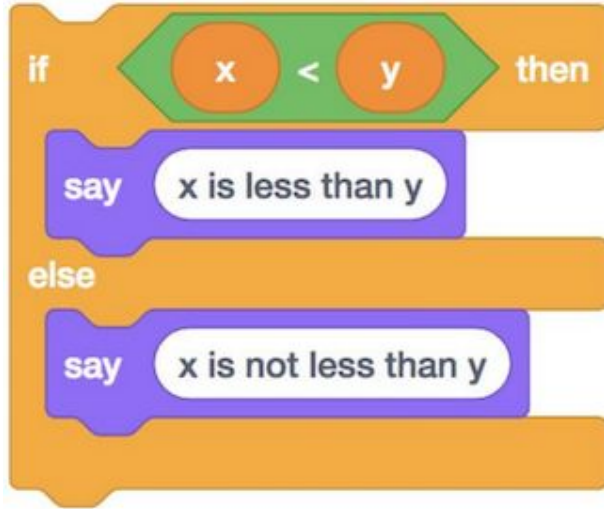 if x < y then
say x is less than y
else
say x is not less than y